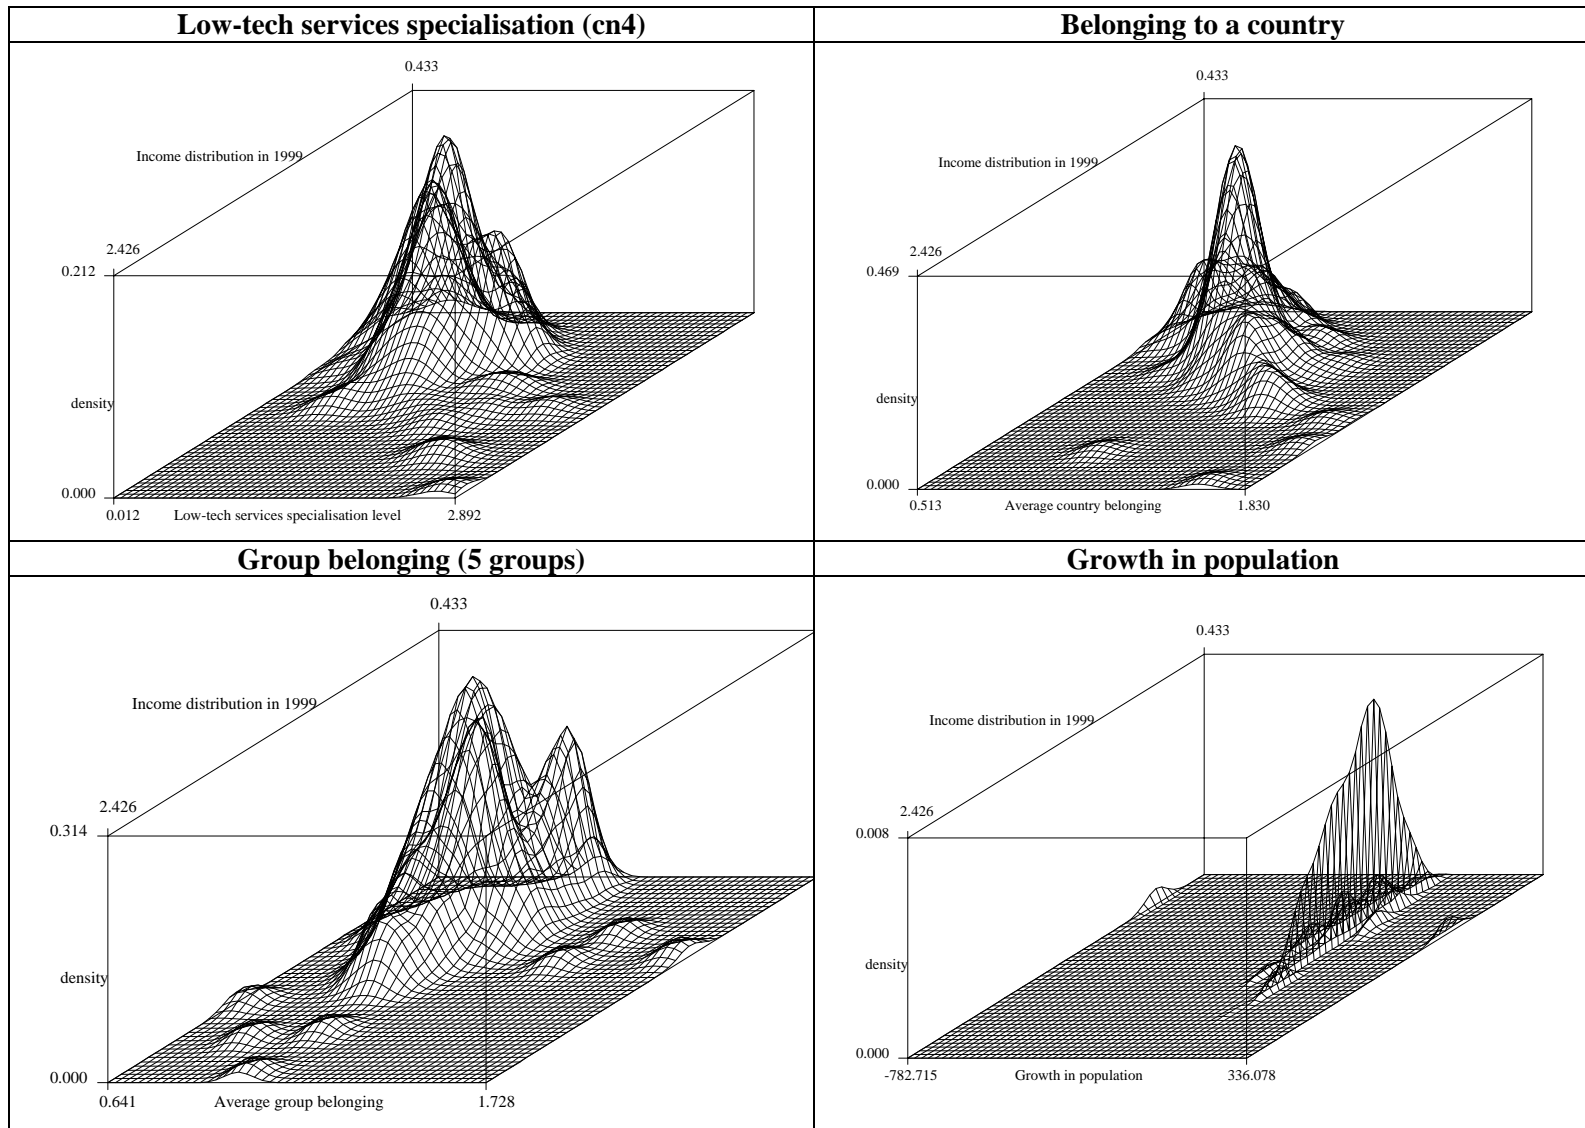 Low-tech services specialisation (cn4)
0.433
Income distribution in 1999
2.426
0.212
density
0.000
0.012 Low-tech services specialisation level 2.892
Belonging to a country
0.433
Income distribution in 1999
2.426
0.469
density
0.000
0.513 Average country belonging 1.830
Group belonging (5 groups)
0.433
Income distribution in 1999
2.426
0.314
density
0.000
0.641 Average group belonging 1.728
Growth in population
0.433
Income distribution in 1999
2.426
0.008
density
0.000
-782.715 Growth in population 336.078